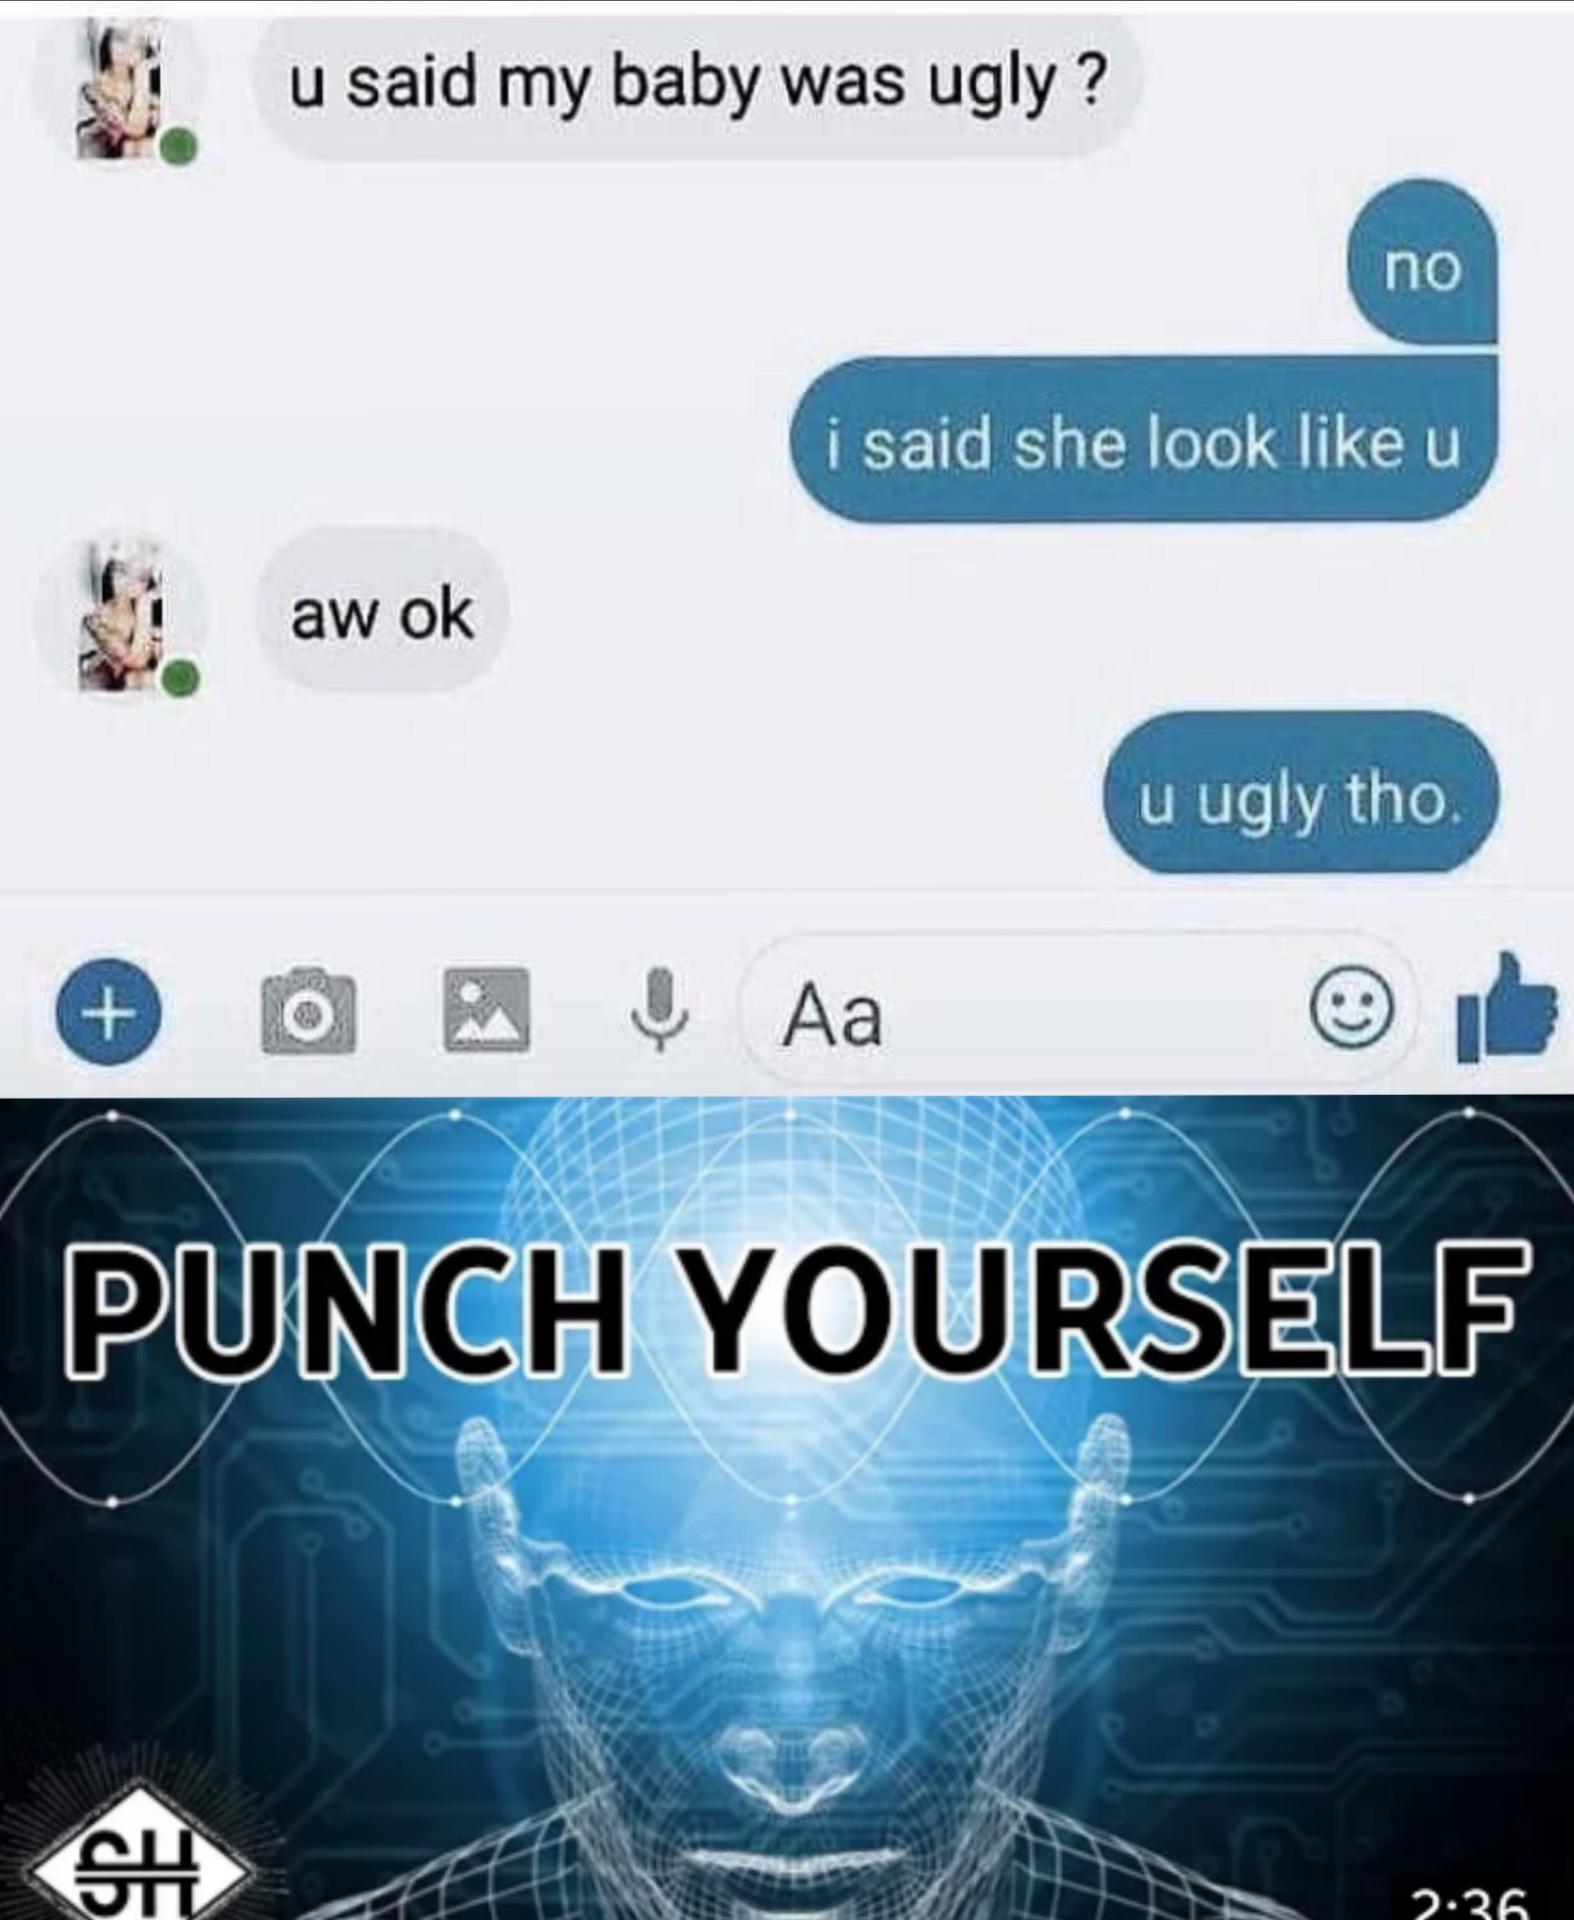 u said my baby was ugly ?
no
i said she look like u
aw ok
u ugly tho.
Aa
PUNCH YOURSELF
SH
2:36